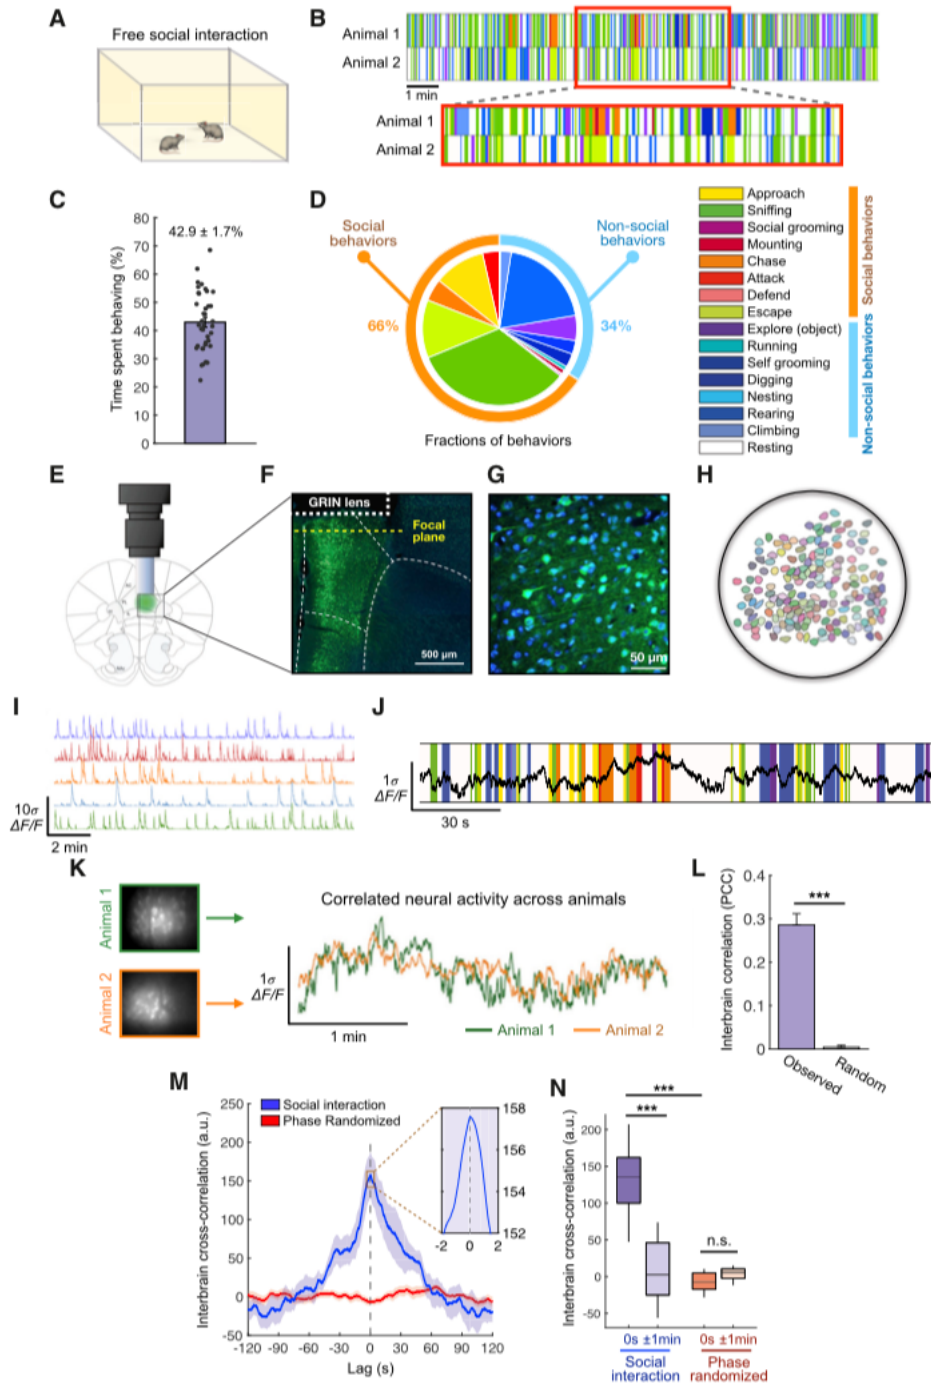 A
Free social interaction
B
Animal 1
Animal 2
1 min
Animal 1
Animal 2
C
80
70
60
50
40
30
20
10
0
Time spent behaving (%)
42.9 ± 1.7%
D
Social
behaviors
Non-social
behaviors
66%
34%
Fractions of behaviors
Approach
Sniffing
Social grooming
Mounting
Chase
Attack
Defend
Escape
Explore (object)
Running
Self grooming
Digging
Nesting
Rearing
Climbing
Resting
Social behaviors
Non-social behaviors
E
F
GRIN lens
Focal
plane
500 µm
G
50 µm
H
I
10σ
ΔF/F
2 min
J
1σ
ΔF/F
30 s
K
Animal 1
Animal 2
Correlated neural activity across animals
1σ
ΔF/F
1 min
Animal 1
Animal 2
L
Interbrain correlation (PCC)
0.4
0.3
0.2
0.1
0
***
Observed
Random
M
Interbrain cross-correlation (a.u.)
250
200
150
100
50
0
-50
Social interaction
Phase Randomized
158
156
154
152
-2 0 2
-120 -90 -60 -30 0 30 60 90 120
Lag (s)
N
Interbrain cross-correlation (a.u.)
200
150
100
50
0
-50
***
***
n.s.
0s ±1min 0s ±1min
Social
interaction
Phase
randomized